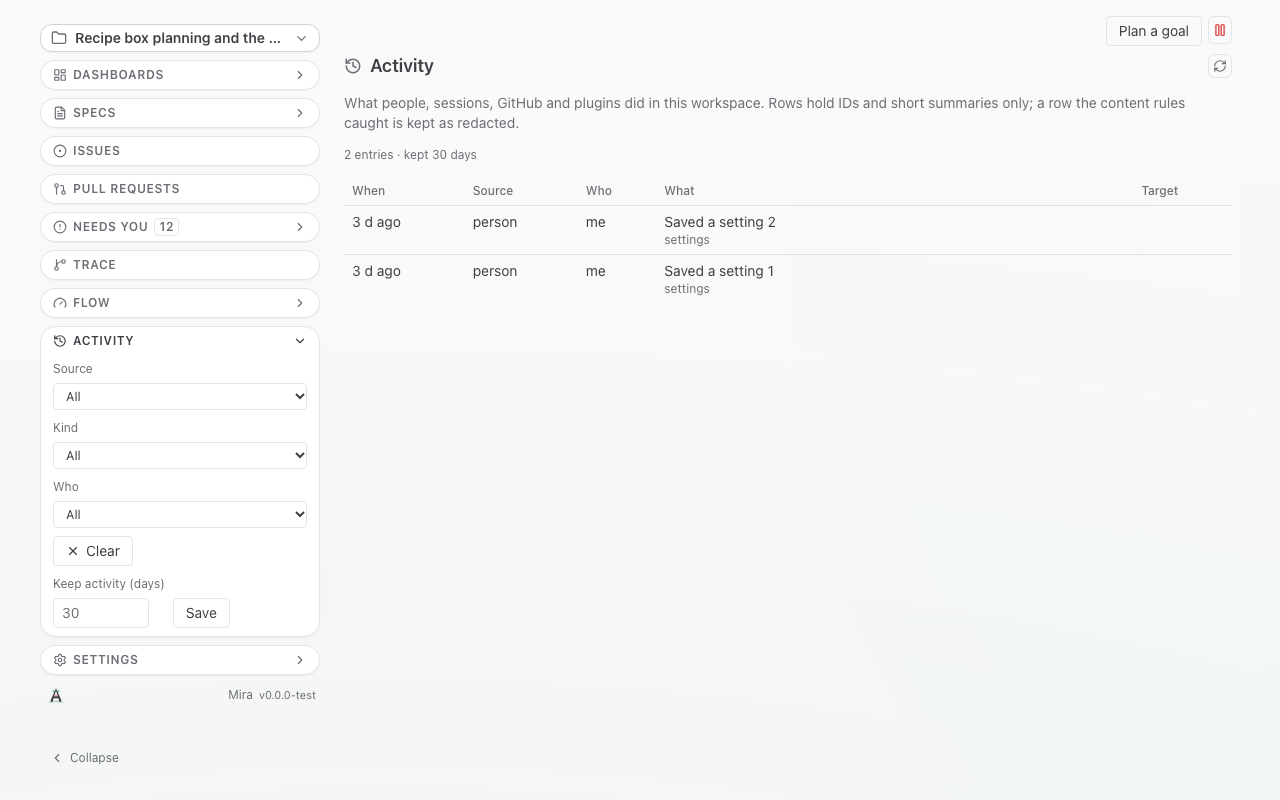 Recipe box planning and the ...
DASHBOARDS
SPECS
ISSUES
PULL REQUESTS
NEEDS YOU 12
TRACE
FLOW
ACTIVITY
Source
All
Kind
All
Who
All
Clear
Keep activity (days)
30 Save
SETTINGS
Mira v0.0.0-test
Collapse
Plan a goal
Activity
What people, sessions, GitHub and plugins did in this workspace. Rows hold IDs and short summaries only; a row the content rules
caught is kept as redacted.
2 entries · kept 30 days
When Source Who What Target
3 d ago person me Saved a setting 2
settings
3 d ago person me Saved a setting 1
settings